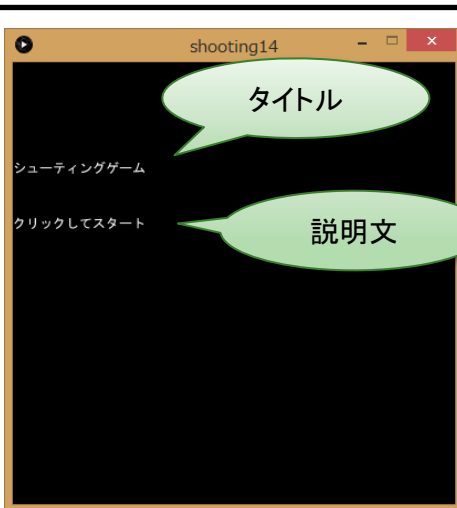 shooting14
タイトル
シューティングゲーム
クリックしてスタート
説明文